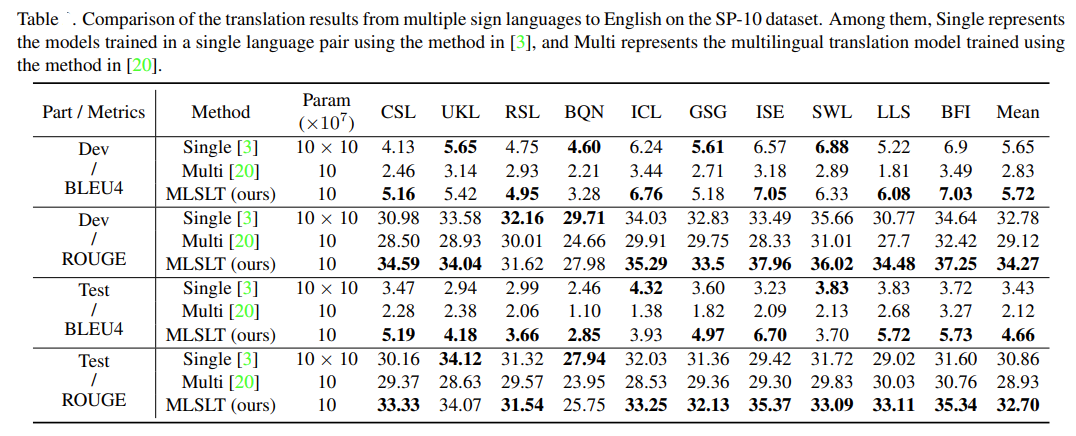 Table . Comparison of the translation results from multiple sign languages to English on the SP-10 dataset. Among them, Single represents
the models trained in a single language pair using the method in [3], and Multi represents the multilingual translation model trained using
the method in [20].
Part / Metrics Method Param (×10⁷) CSL UKL RSL BQN ICL GSG ISE SWL LLS BFI Mean
Dev Single [3] 10 × 10 4.13 5.65 4.75 4.60 6.24 5.61 6.57 6.88 5.22 6.9 5.65
/ Multi [20] 10 2.46 3.14 2.93 2.21 3.44 2.71 3.18 2.89 1.81 3.49 2.83
BLEU4 MLSLT (ours) 10 5.16 5.42 4.95 3.28 6.76 5.18 7.05 6.33 6.08 7.03 5.72
Dev Single [3] 10 × 10 30.98 33.58 32.16 29.71 34.03 32.83 33.49 35.66 30.77 34.64 32.78
/ Multi [20] 10 28.50 28.93 30.01 24.66 29.91 29.75 28.33 31.01 27.7 32.42 29.12
ROUGE MLSLT (ours) 10 34.59 34.04 31.62 27.98 35.29 33.5 37.96 36.02 34.48 37.25 34.27
Test Single [3] 10 × 10 3.47 2.94 2.99 2.46 4.32 3.60 3.23 3.83 3.83 3.72 3.43
/ Multi [20] 10 2.28 2.38 2.06 1.10 1.38 1.82 2.09 2.13 2.68 3.27 2.12
BLEU4 MLSLT (ours) 10 5.19 4.18 3.66 2.85 3.93 4.97 6.70 3.70 5.72 5.73 4.66
Test Single [3] 10 × 10 30.16 34.12 31.32 27.94 32.03 31.36 29.42 31.72 29.02 31.60 30.86
/ Multi [20] 10 29.37 28.63 29.57 23.95 28.53 29.36 29.30 29.83 30.03 30.76 28.93
ROUGE MLSLT (ours) 10 33.33 34.07 31.54 25.75 33.25 32.13 35.37 33.09 33.11 35.34 32.70